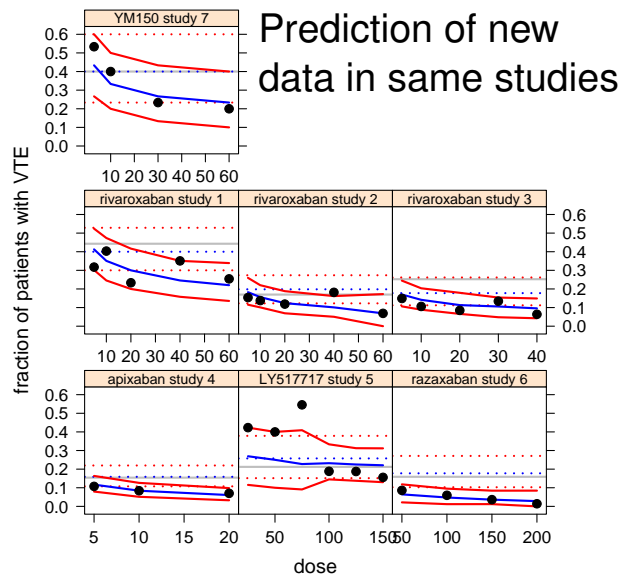 YM150 study 7
Prediction of new
data in same studies
0.6
0.5
0.4
0.3
0.2
0.1
0.0
10 20 30 40 50 60
fraction of patients with VTE
rivaroxaban study 1
rivaroxaban study 2
rivaroxaban study 3
0.6
0.5
0.4
0.3
0.2
0.1
0.0
0 10 20 30 40 50 60
10 20 30 40 50 60
10 20 30 40
apixaban study 4
LY517717 study 5
razaxaban study 6
0.6
0.5
0.4
0.3
0.2
0.1
0.0
5 10 15 20
50 100 150
50 100 150 200
dose